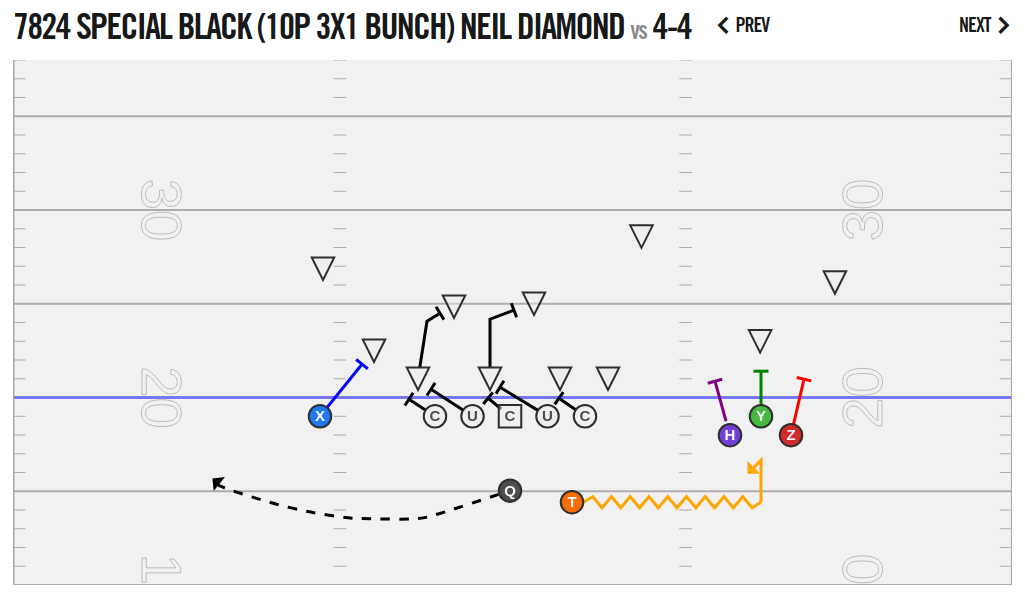 7824 SPECIAL BLACK (10P 3X1 BUNCH) NEIL DIAMOND vs 4-4 PREV NEXT
30 30
20 20
X C U C U C H Y Z
Q T
1 0